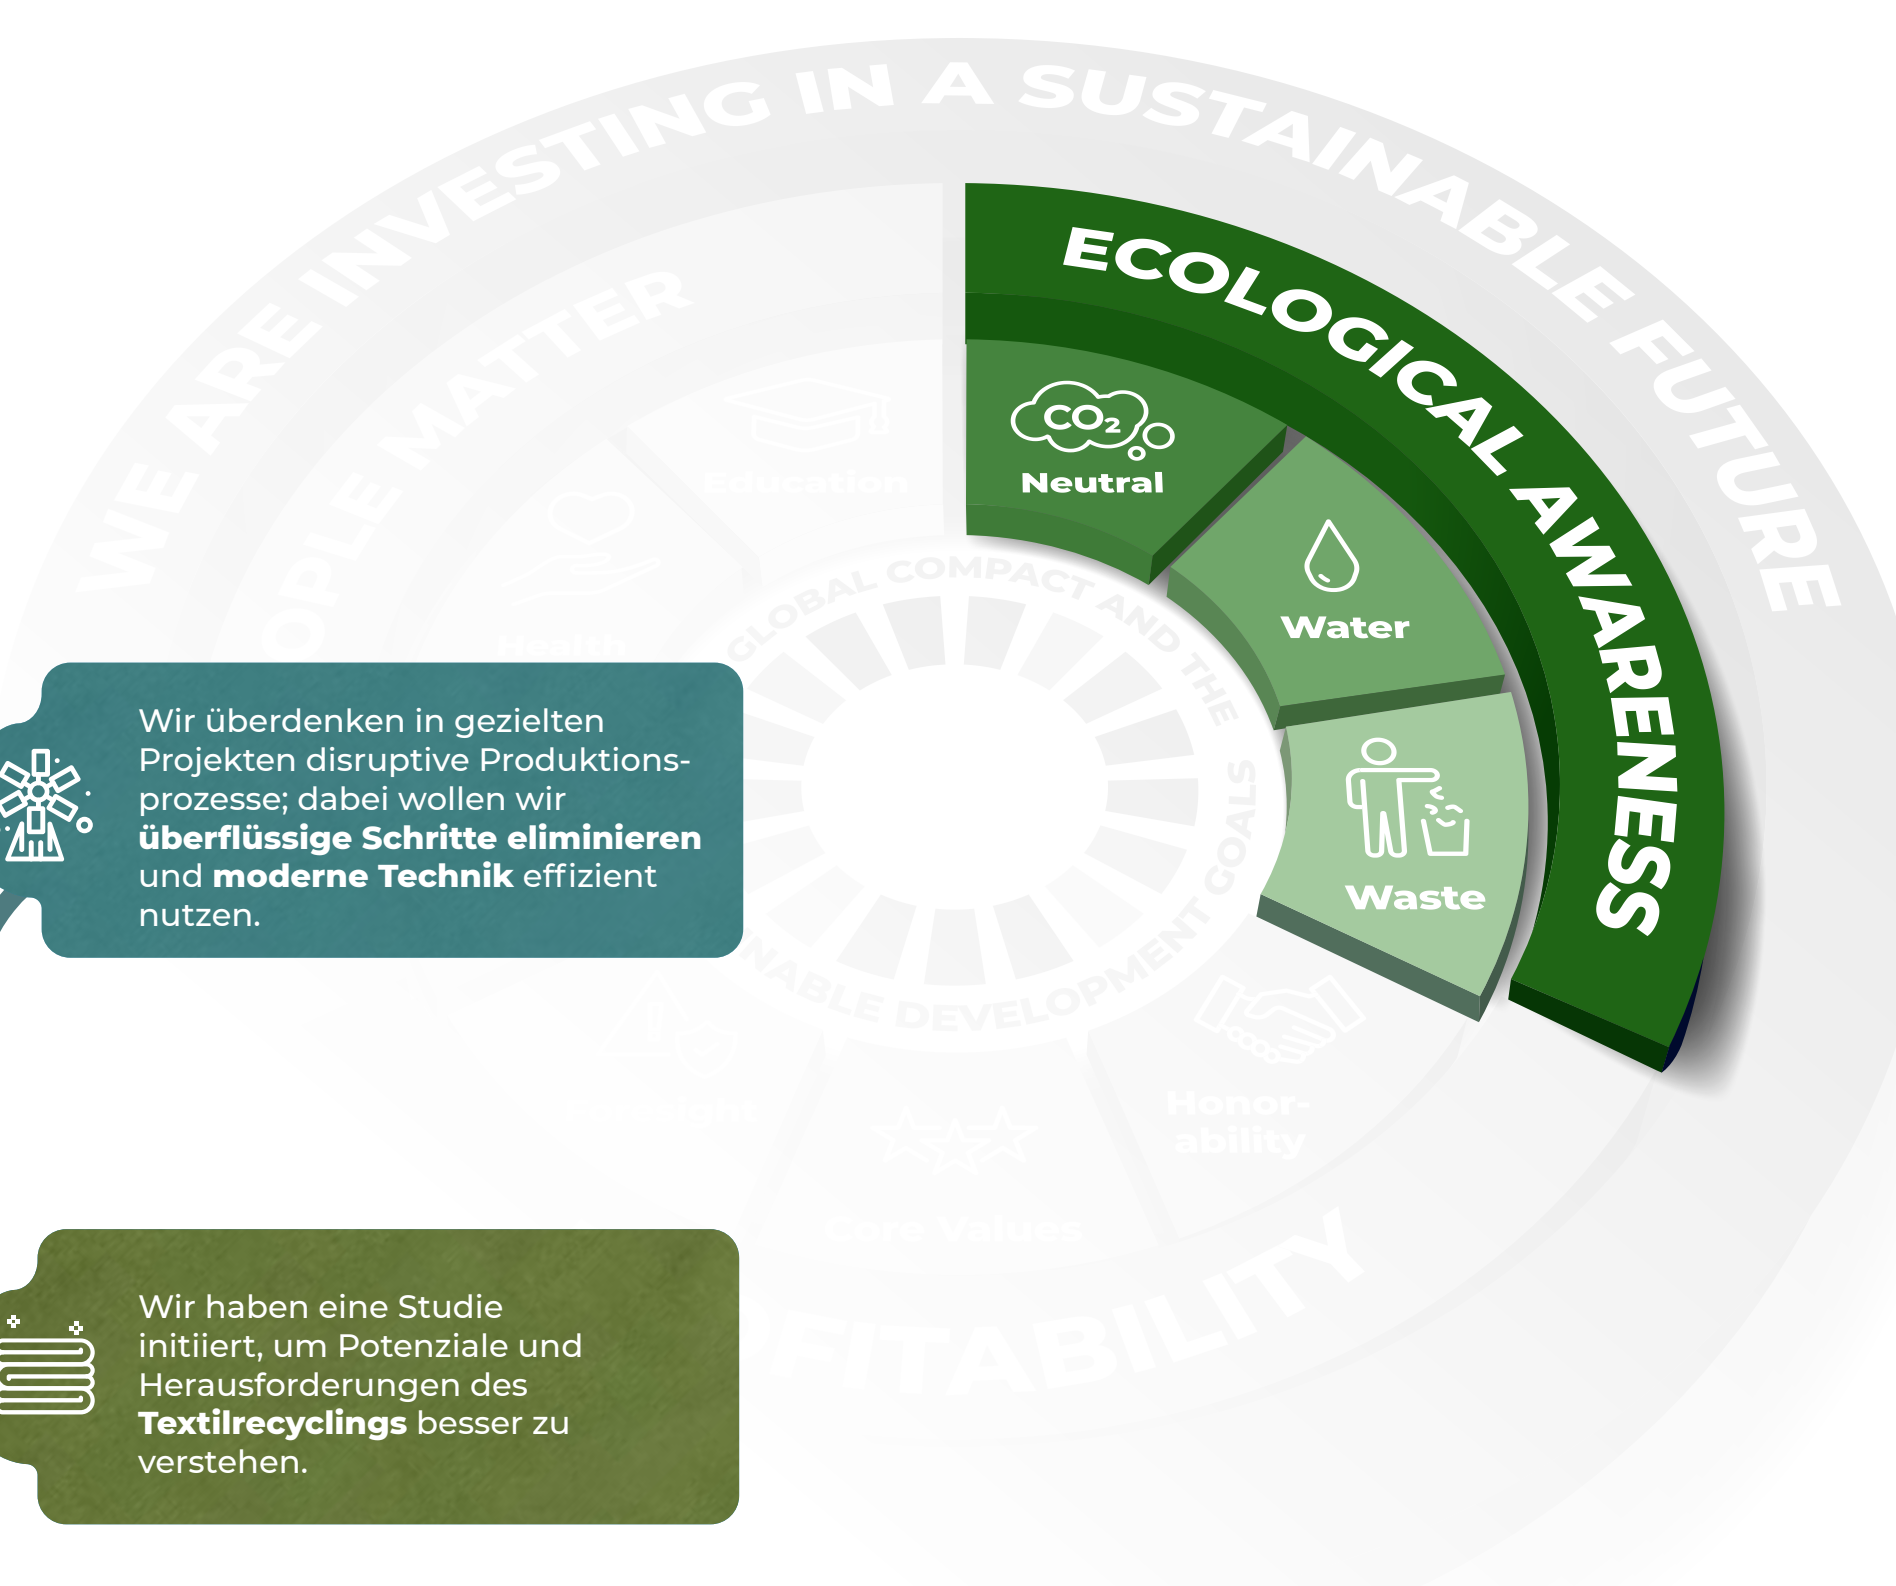 WE ARE INVESTING IN A SUSTAINABLE FUTURE
ECOLOGICAL AWARENESS
MATTER
Education
Health
CO₂
Neutral
Water
Waste
GLOBAL COMPACT AND THE
DEVELOPMENT GOALS
Wir überdenken in gezielten
Projekten disruptive Produktions-
prozesse; dabei wollen wir
überflüssige Schritte eliminieren
und moderne Technik effizient
nutzen.
Honor-
ability
Core Values
Wir haben eine Studie
initiiert, um Potenziale und
Herausforderungen des
Textilrecyclings besser zu
verstehen.